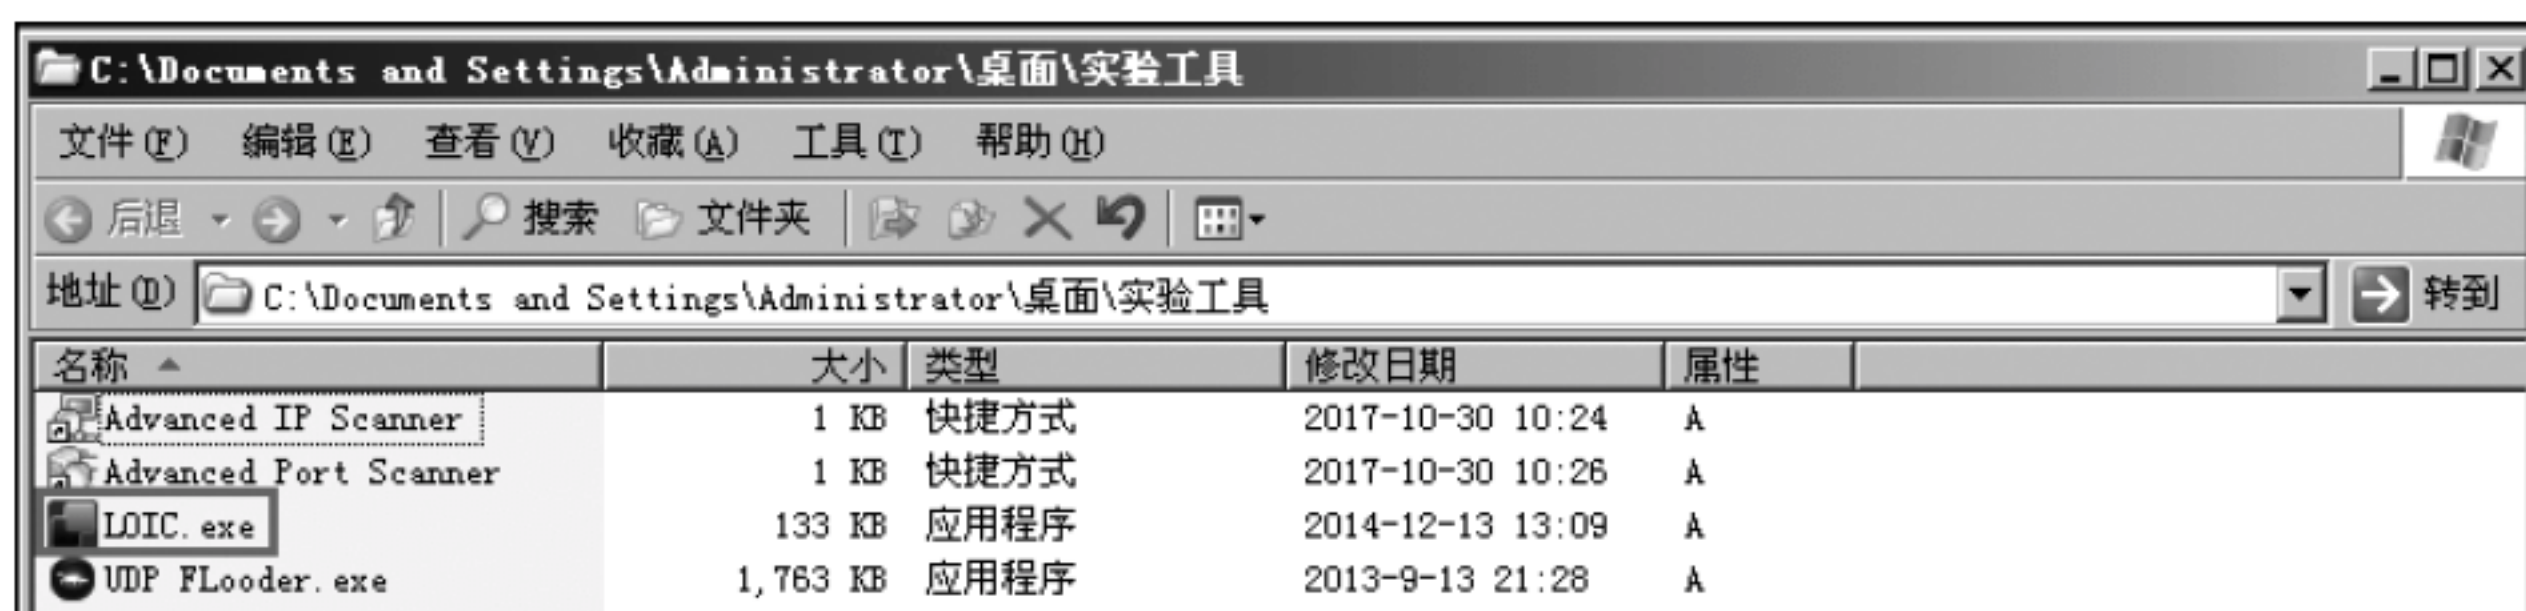 C:\Documents and Settings\Administrator\桌面\实验工具
文件(F) 编辑(E) 查看(V) 收藏(A) 工具(T) 帮助(H)
后退 搜索 文件夹
地址(D) C:\Documents and Settings\Administrator\桌面\实验工具 转到
名称 大小 类型 修改日期 属性
Advanced IP Scanner 1 KB 快捷方式 2017-10-30 10:24 A
Advanced Port Scanner 1 KB 快捷方式 2017-10-30 10:26 A
LOIC.exe 133 KB 应用程序 2014-12-13 13:09 A
UDP FLooder.exe 1,763 KB 应用程序 2013-9-13 21:28 A